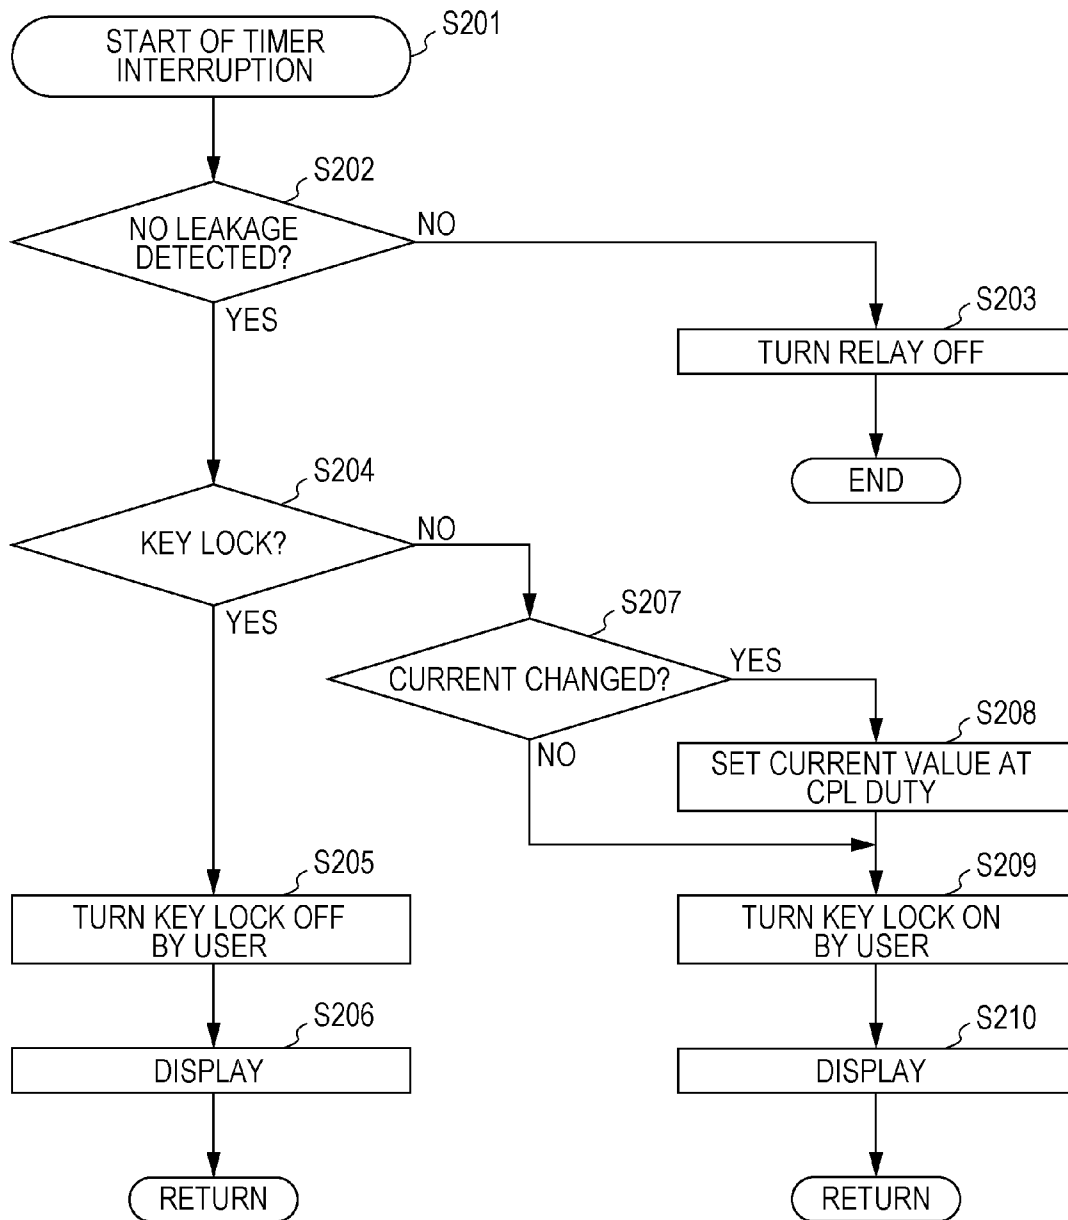 START OF TIMER
INTERRUPTION
S201
S202
NO LEAKAGE
DETECTED?
NO
YES
S203
TURN RELAY OFF
END
S204
KEY LOCK?
NO
YES
S207
CURRENT CHANGED?
YES
NO
S208
SET CURRENT VALUE AT
CPL DUTY
S205
TURN KEY LOCK OFF
BY USER
S209
TURN KEY LOCK ON
BY USER
S206
DISPLAY
S210
DISPLAY
RETURN
RETURN